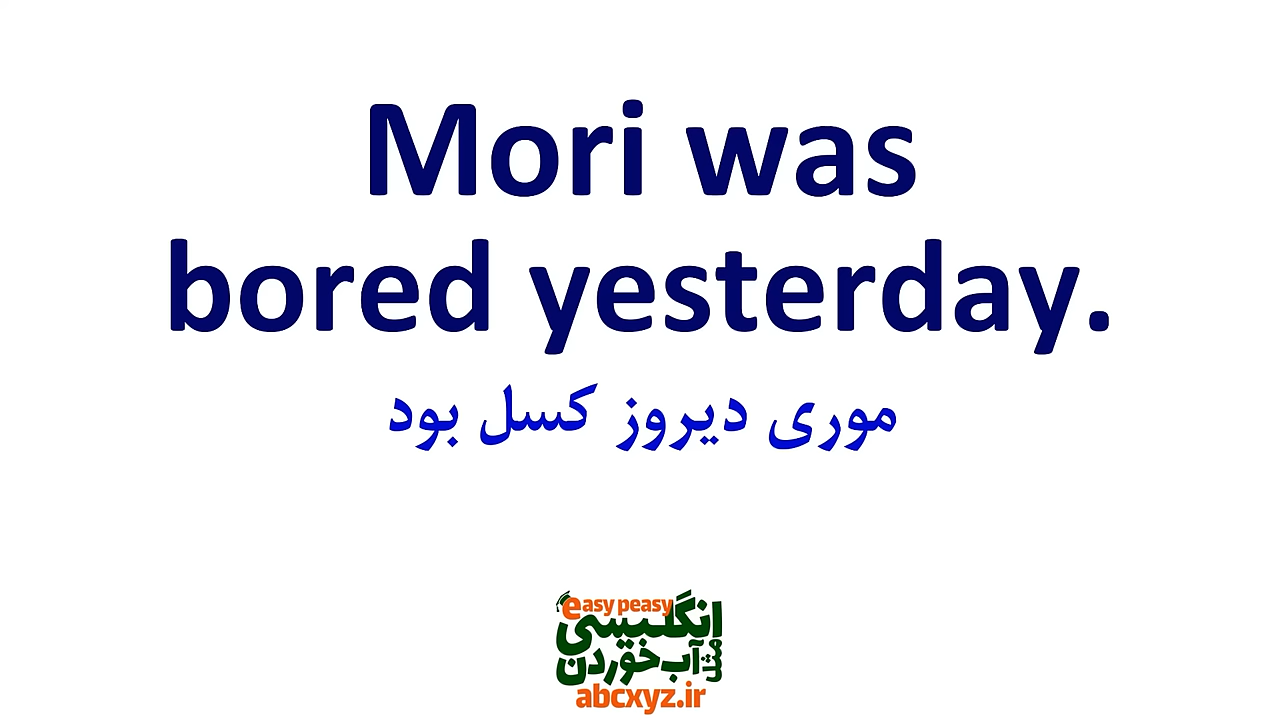 Mori was
bored yesterday.
موری دیروز کسل بود
easy peasy
انگلیسی
مثل آب خوردن
abcxyz.ir